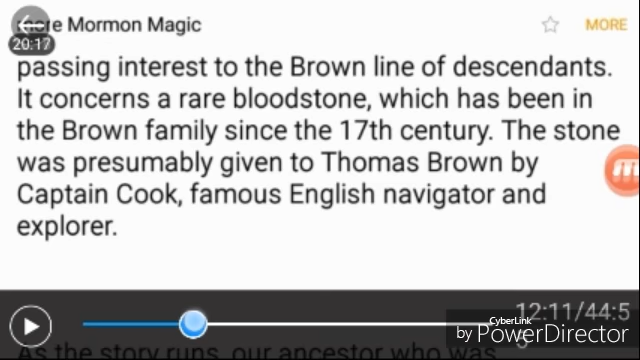 more Mormon Magic
MORE
20:17
passing interest to the Brown line of descendants.
It concerns a rare bloodstone, which has been in
the Brown family since the 17th century. The stone
was presumably given to Thomas Brown by
Captain Cook, famous English navigator and
explorer.
12:11/44:5
CyberLink
by PowerDirector
As the story runs, our ancestor who was